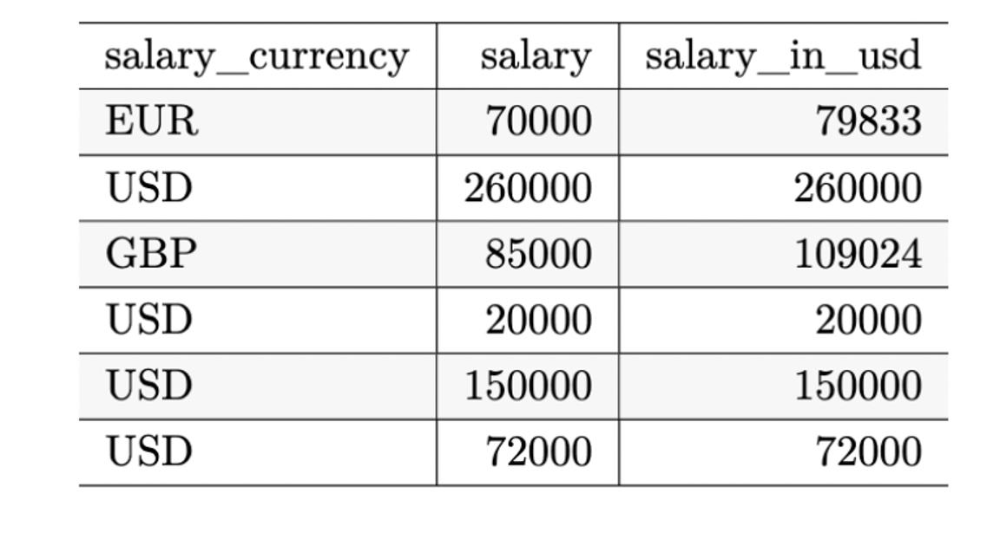 salary_currency salary salary_in_usd
EUR 70000 79833
USD 260000 260000
GBP 85000 109024
USD 20000 20000
USD 150000 150000
USD 72000 72000